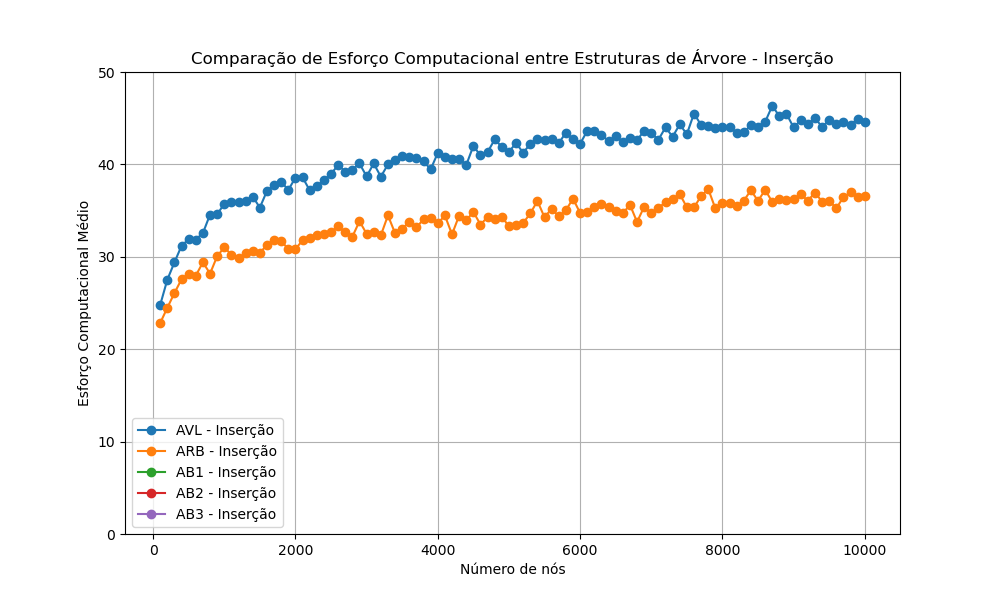 Comparação de Esforço Computacional entre Estruturas de Árvore - Inserção
50
40
30
20
10
0
Esforço Computacional Médio
AVL - Inserção
ARB - Inserção
AB1 - Inserção
AB2 - Inserção
AB3 - Inserção
0 2000 4000 6000 8000 10000
Número de nós